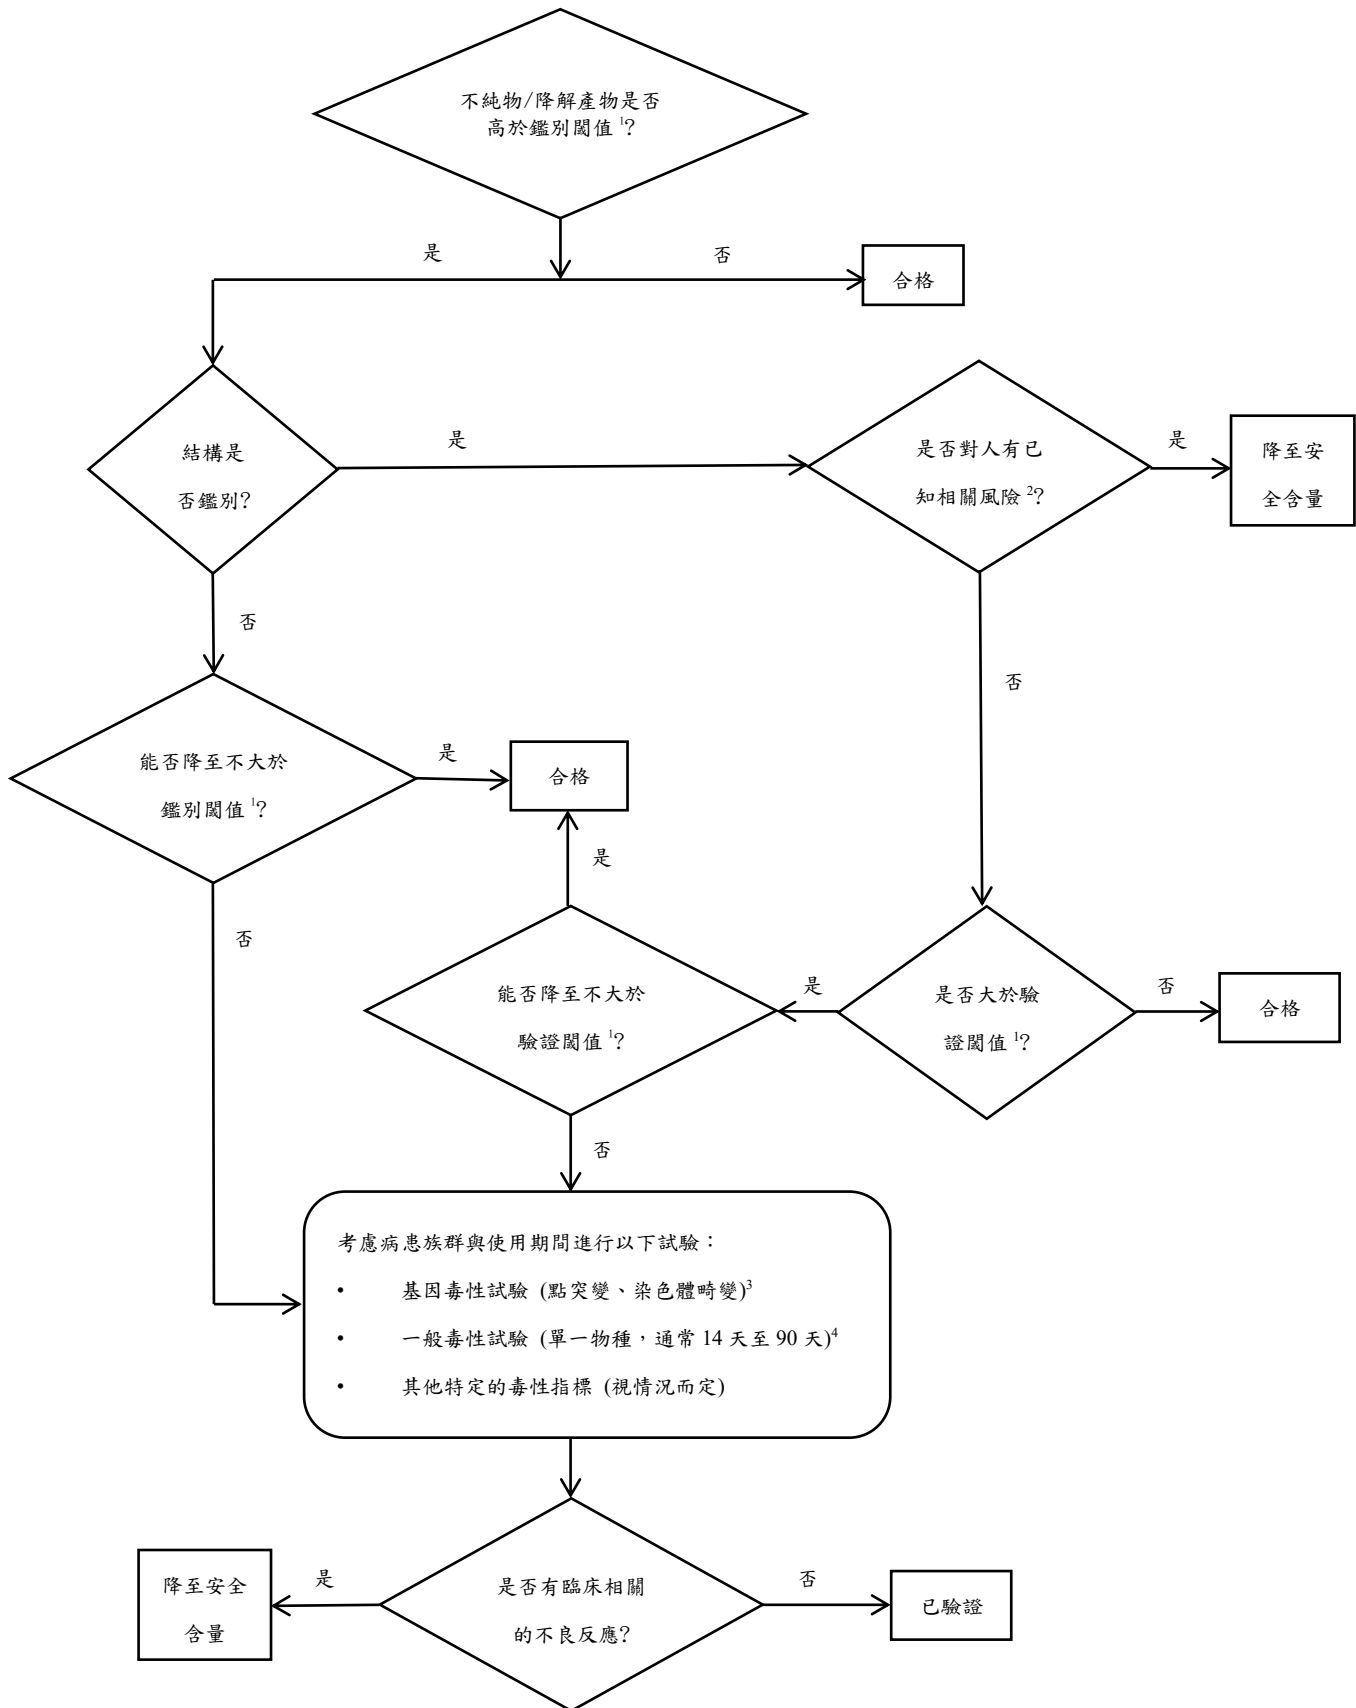 不純物/降解產物是否
高於鑑別閾值 1?
是
否
合格
結構是
否鑑別?
是
是否對人有已
知相關風險 2?
是
降至安
全含量
否
否
能否降至不大於
鑑別閾值 1?
是
合格
是
否
能否降至不大於
驗證閾值 1?
是
是否大於驗
證閾值 1?
否
合格
否
考慮病患族群與使用期間進行以下試驗：
• 基因毒性試驗 (點突變、染色體畸變)3
• 一般毒性試驗 (單一物種，通常 14 天至 90 天)4
• 其他特定的毒性指標 (視情況而定)
降至安全
含量
是
是否有臨床相關
的不良反應?
否
已驗證